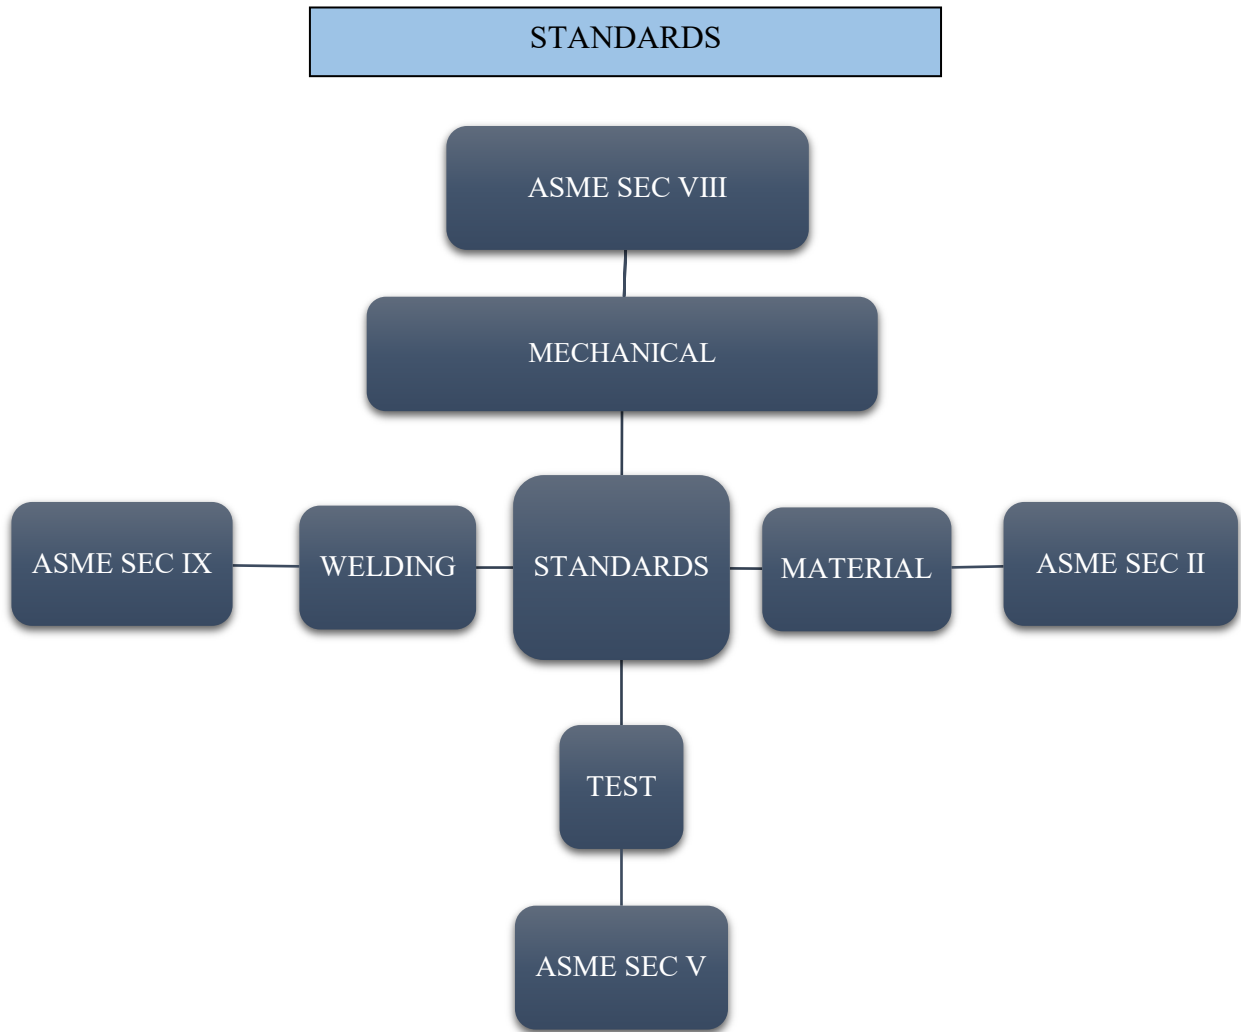 STANDARDS
ASME SEC VIII
MECHANICAL
ASME SEC IX
WELDING
STANDARDS
MATERIAL
ASME SEC II
TEST
ASME SEC V